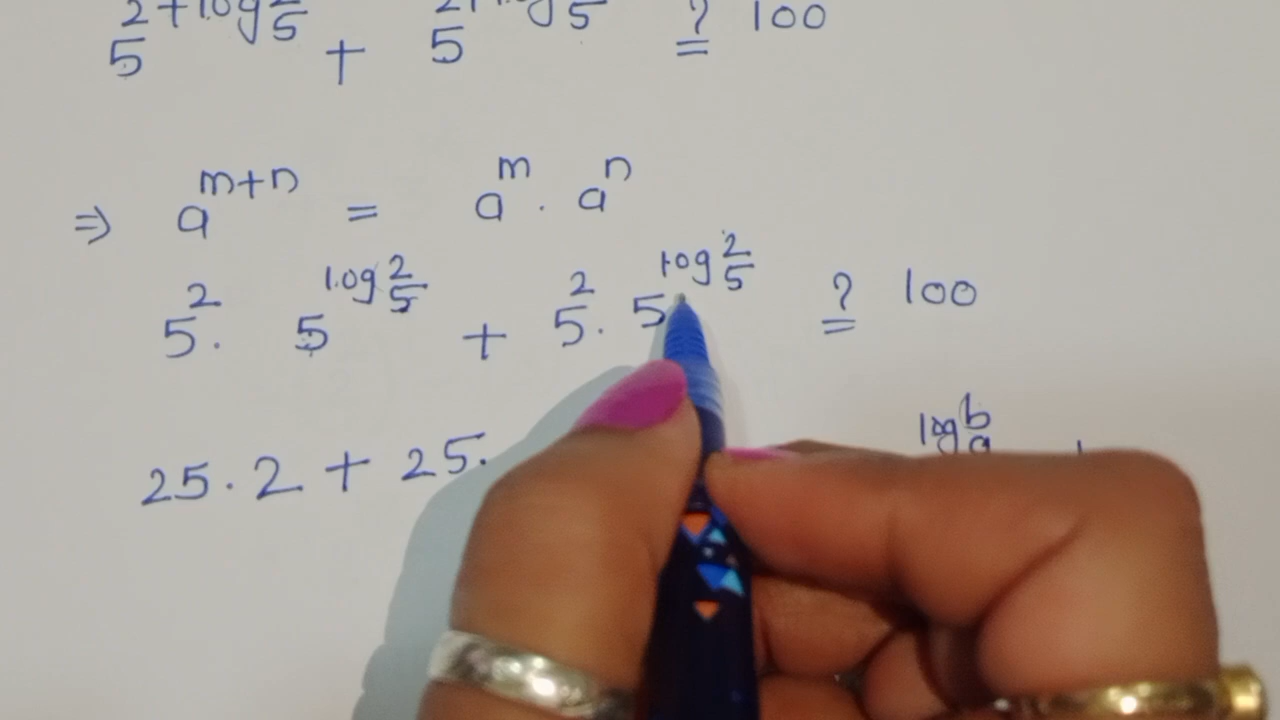 5^{2+log 2/5} + 5^{2+log 2/5} =? 100
⇒ a^{m+n} = a^m . a^n
5^2 . 5^{log 2/5} + 5^2 . 5^{log 2/5} =? 100
log b/a
25 . 2 + 25 .